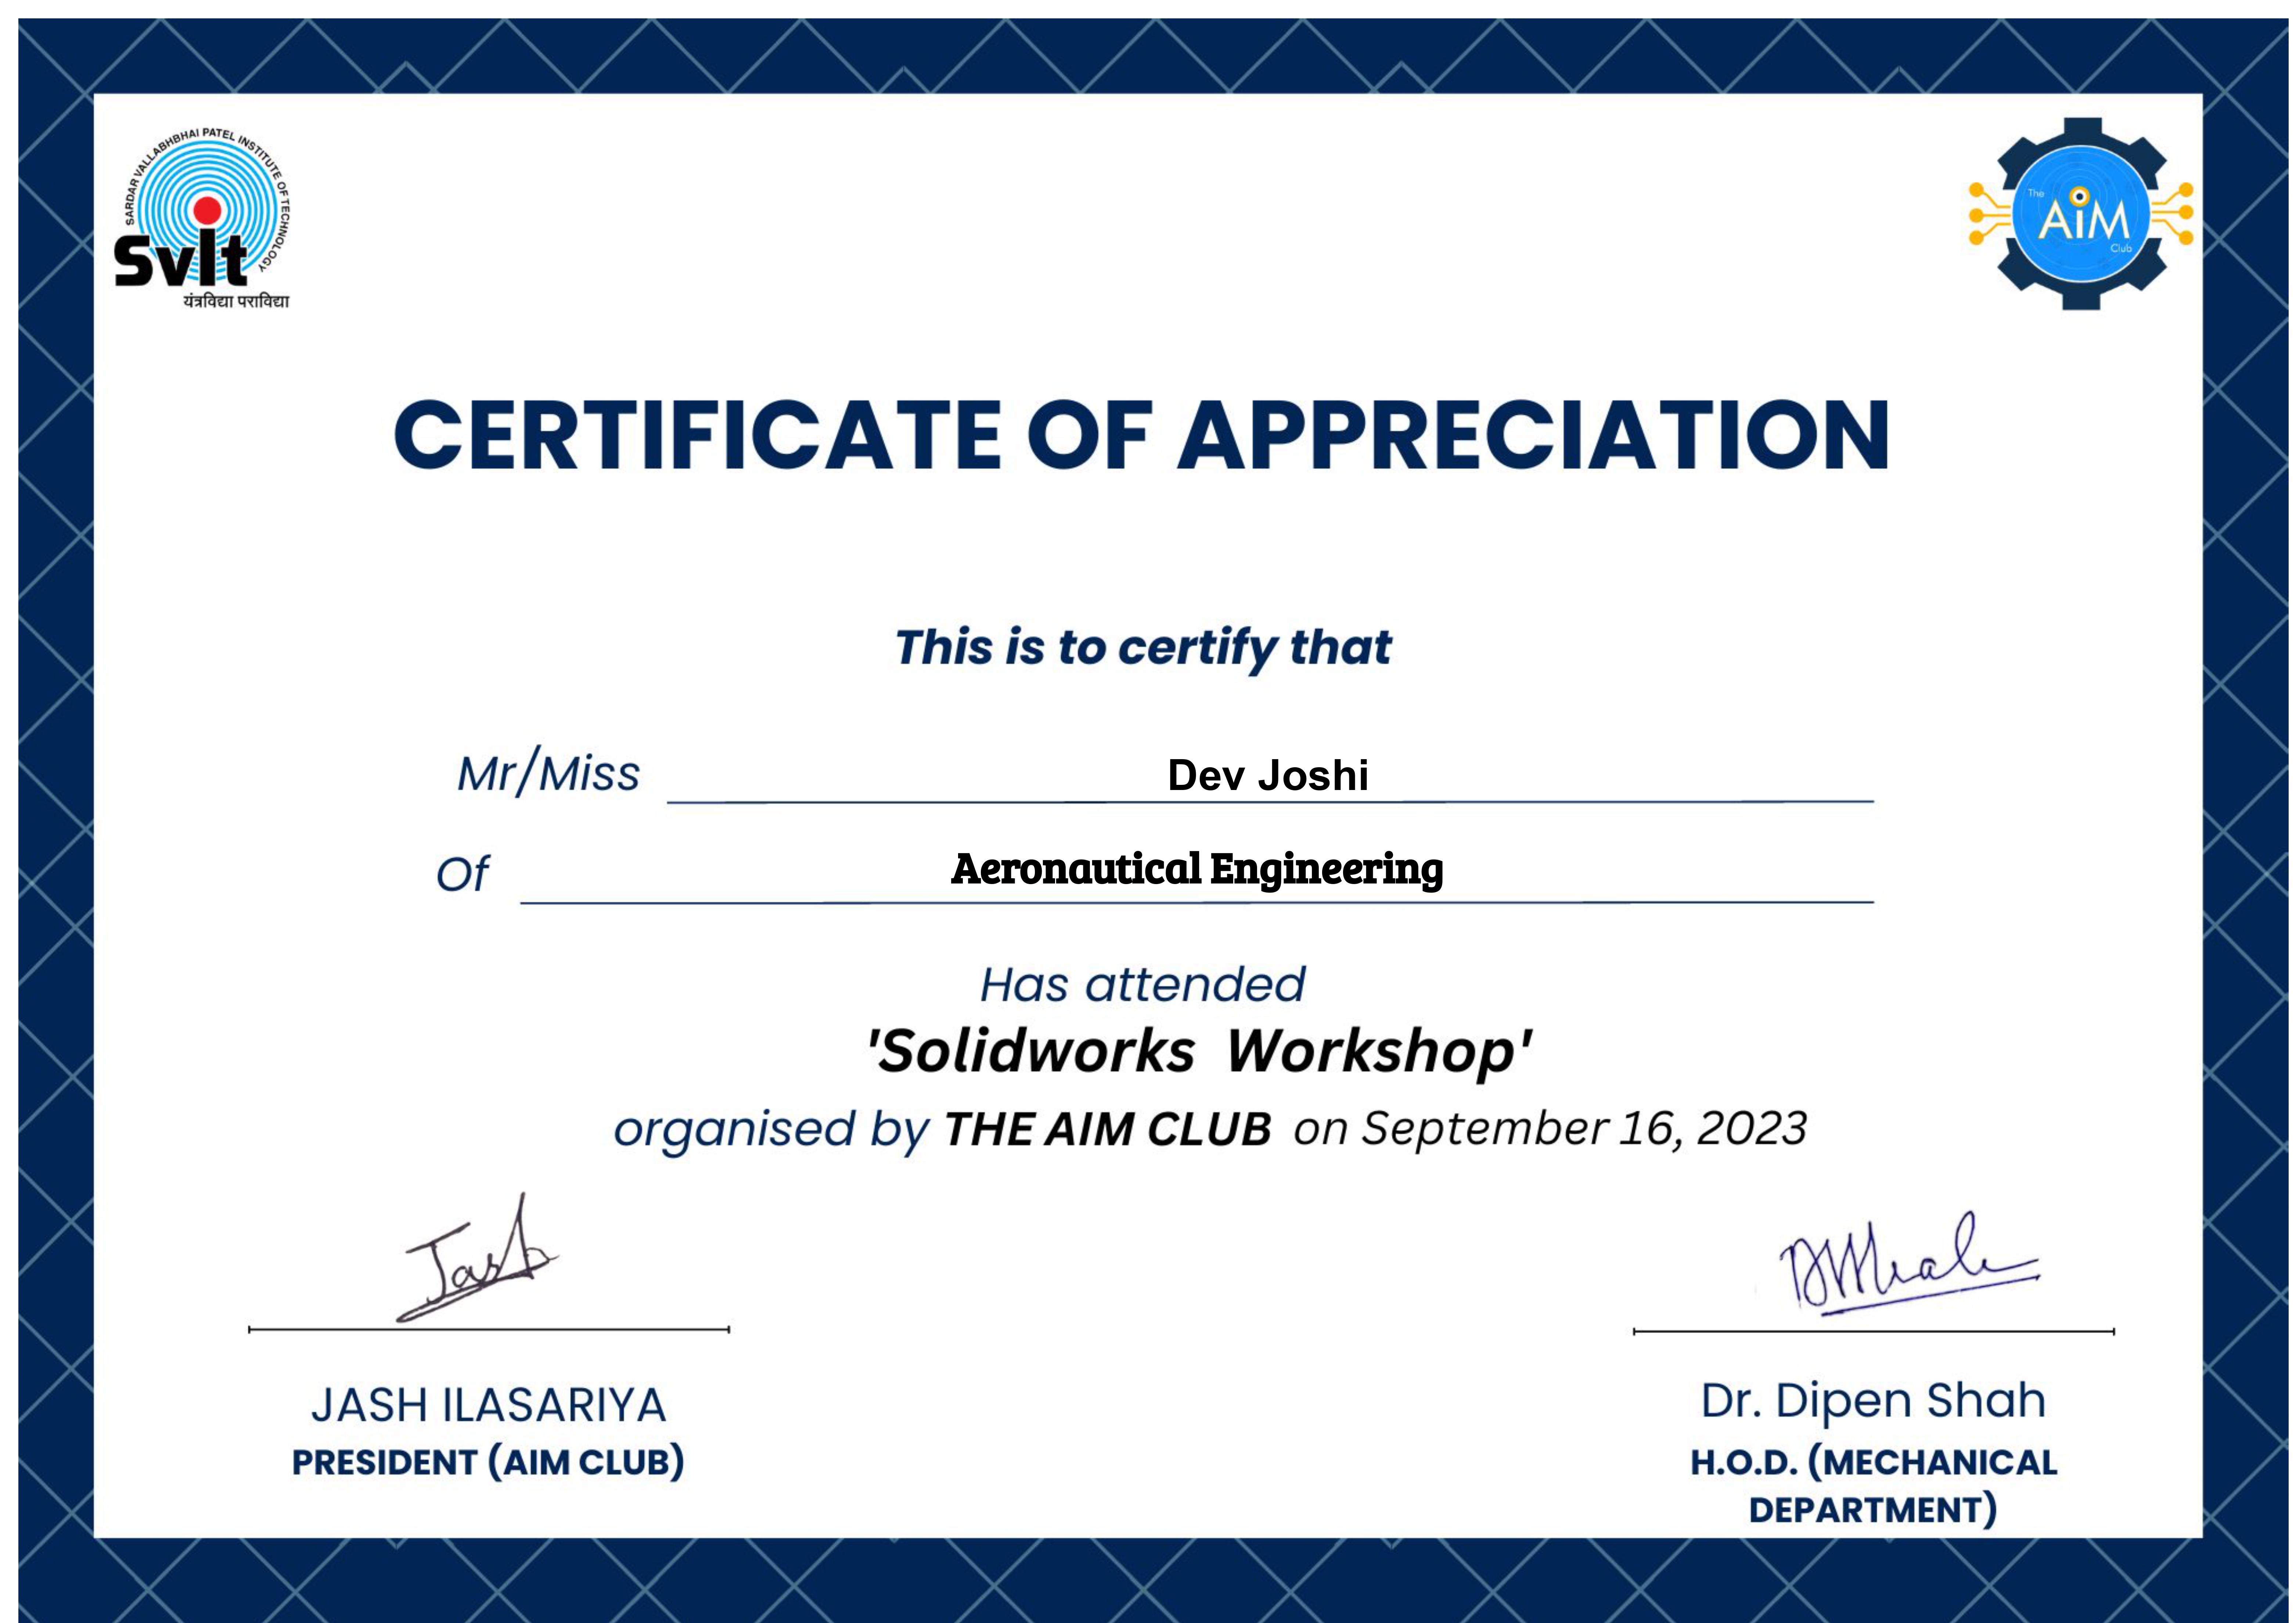 SARDAR VALLABHBHAI PATEL INSTITUTE OF TECHNOLOGY
SVIT
यंत्रविद्या पराविद्या
The
AiM
Club
CERTIFICATE OF APPRECIATION
This is to certify that
Mr/Miss Dev Joshi
Of Aeronautical Engineering
Has attended
'Solidworks Workshop'
organised by THE AIM CLUB on September 16, 2023
Jash
JASH ILASARIYA
PRESIDENT (AIM CLUB)
Dr. Dipen Shah
H.O.D. (MECHANICAL
DEPARTMENT)